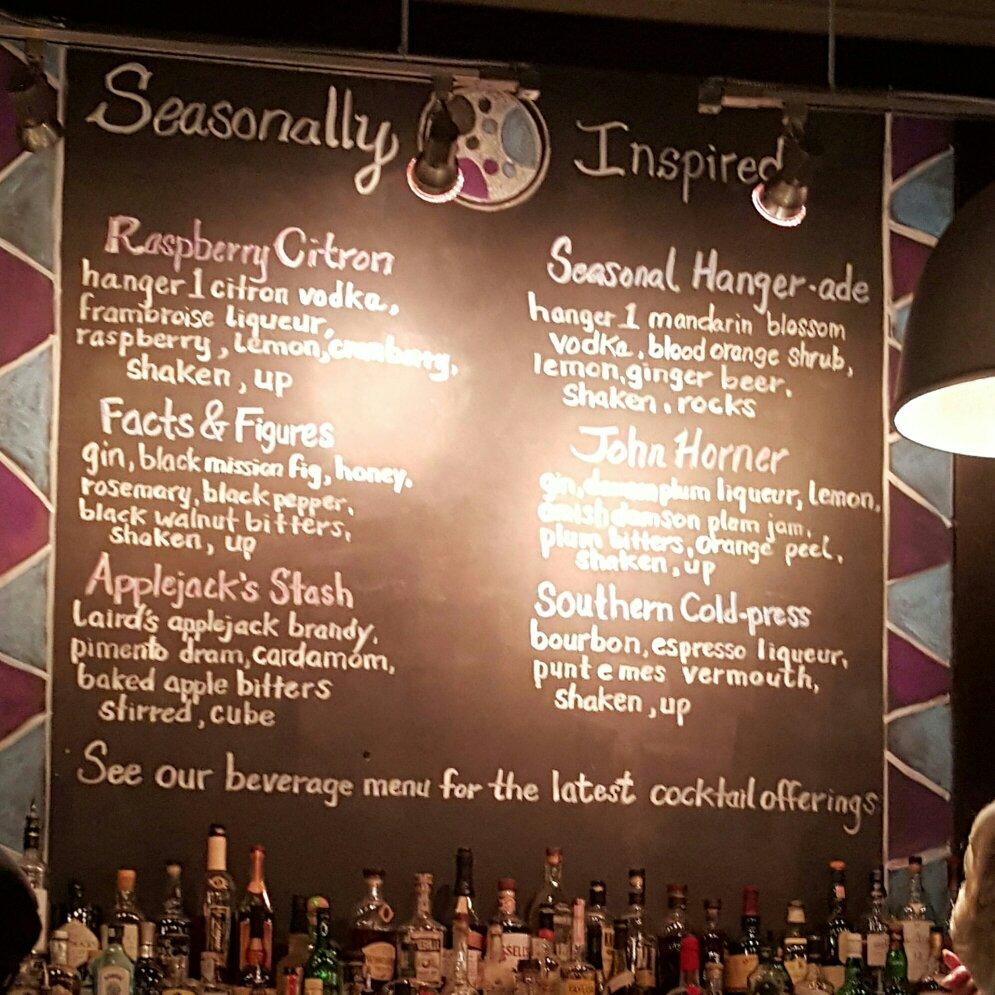 Seasonally Inspired
Raspberry Citron
hanger 1 citron vodka,
framboise liqueur,
raspberry, lemon, cranberry,
shaken, up
Facts & Figures
gin, black mission fig, honey,
rosemary, black pepper,
black walnut bitters,
shaken, up
Applejack's Stash
Laird's applejack brandy,
pimento dram, cardamom,
baked apple bitters
stirred, cube
Seasonal Hanger-ade
hanger 1 mandarin blossom
vodka, blood orange shrub,
lemon, ginger beer,
shaken, rocks
John Horner
gin, damson plum liqueur, lemon,
amish damson plum jam,
plum bitters, orange peel,
shaken, up
Southern Cold-press
bourbon, espresso liqueur,
punt e mes vermouth,
shaken, up
See our beverage menu for the latest cocktail offerings